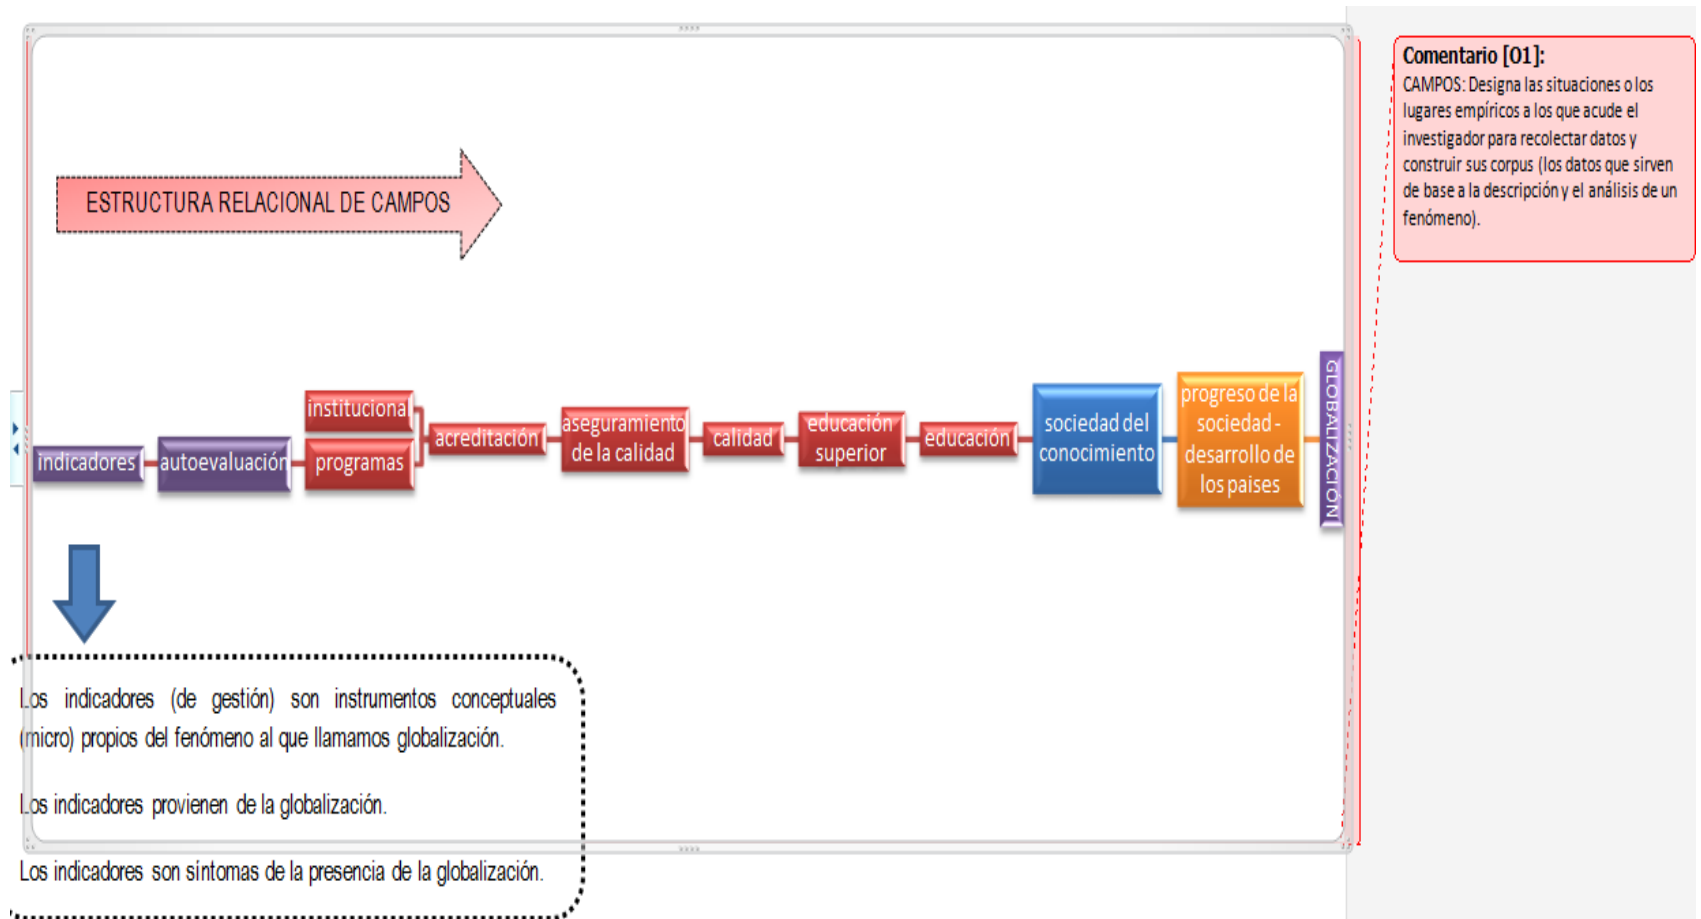 Comentario [O1]:
CAMPOS: Designa las situaciones o los
lugares empíricos a los que acude el
investigador para recolectar datos y
construir sus corpus (los datos que sirven
de base a la descripción y el análisis de un
fenómeno).
ESTRUCTURA RELACIONAL DE CAMPOS
indicadores
autoevaluación
institucional
programas
acreditación
aseguramiento
de la calidad
calidad
educación
superior
educación
sociedad del
conocimiento
progreso de la
sociedad -
desarrollo de
los paises
GLOBALIZACIÓN
Los indicadores (de gestión) son instrumentos conceptuales
(micro) propios del fenómeno al que llamamos globalización.
Los indicadores provienen de la globalización.
Los indicadores son síntomas de la presencia de la globalización.